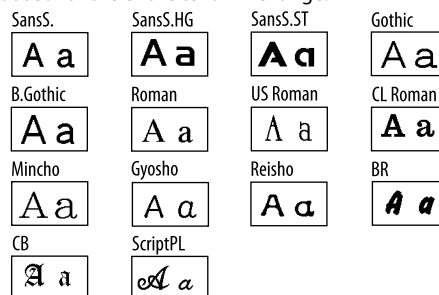 SansS. SansS.HG SansS.ST Gothic
A a A a A a A a
B.Gothic Roman US Roman CL Roman
A a A a A a A a
Mincho Gyosho Reisho BR
A a A a A a A a
CB ScriptPL
A a A a